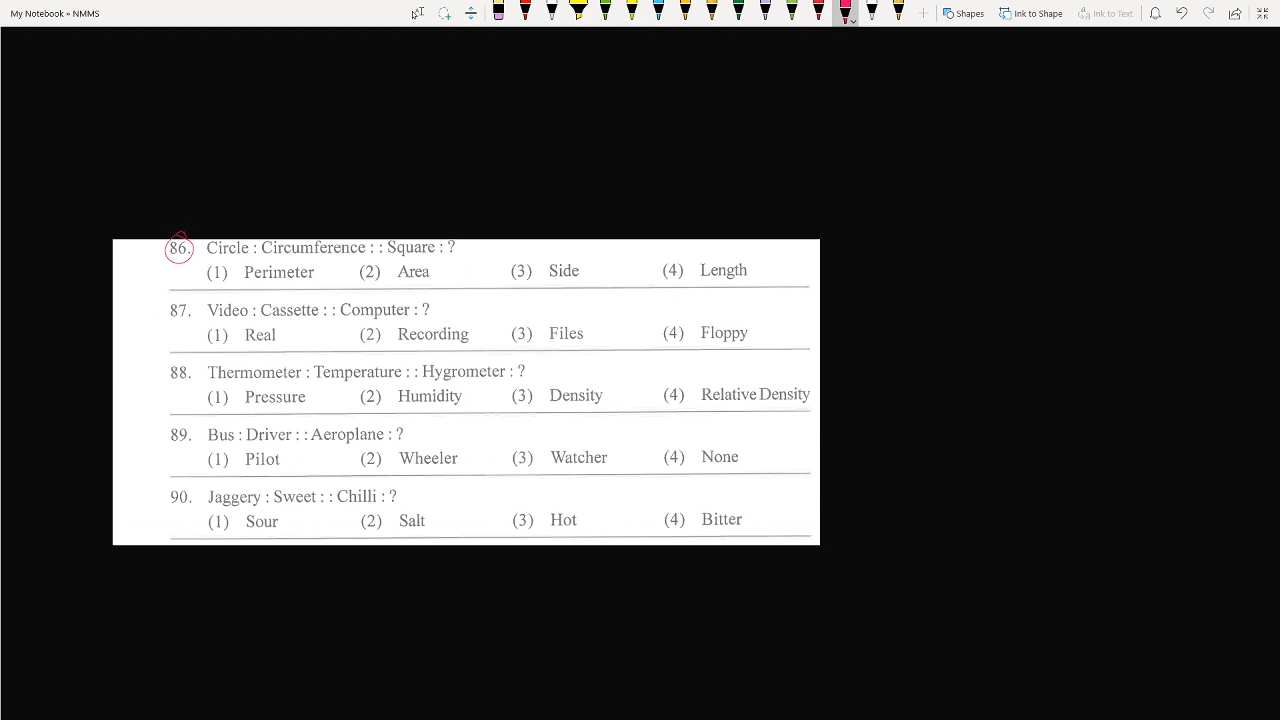 My Notebook » NMMS
Shapes Ink to Shape Ink to Text
86. Circle : Circumference : : Square : ?
(1) Perimeter (2) Area (3) Side (4) Length
87. Video : Cassette : : Computer : ?
(1) Real (2) Recording (3) Files (4) Floppy
88. Thermometer : Temperature : : Hygrometer : ?
(1) Pressure (2) Humidity (3) Density (4) Relative Density
89. Bus : Driver : : Aeroplane : ?
(1) Pilot (2) Wheeler (3) Watcher (4) None
90. Jaggery : Sweet : : Chilli : ?
(1) Sour (2) Salt (3) Hot (4) Bitter